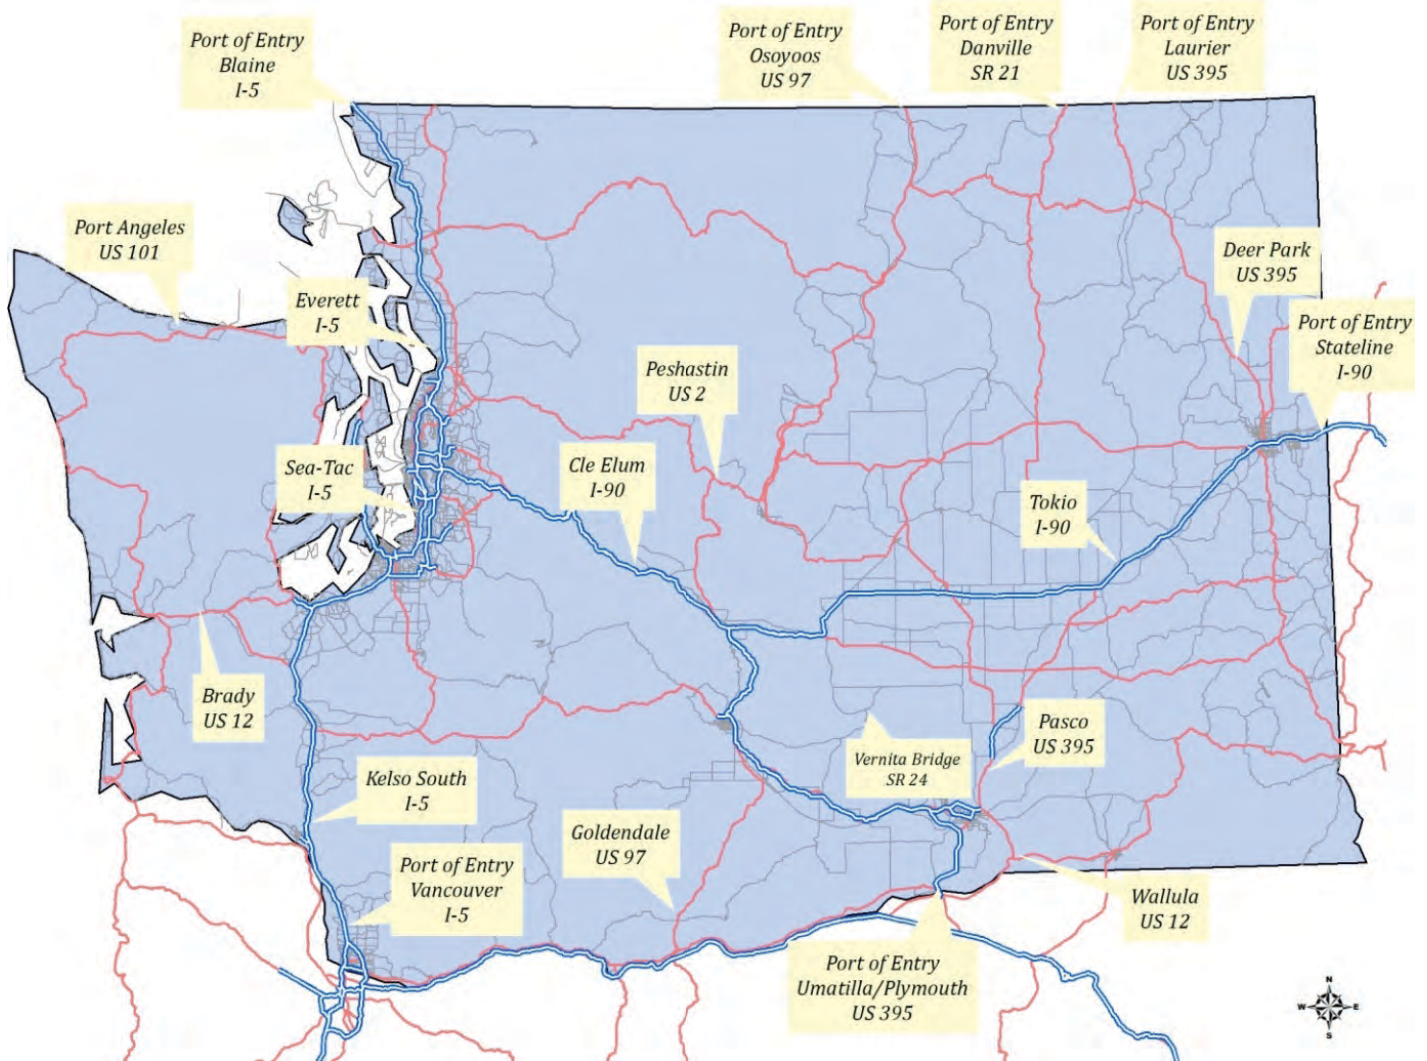 Port of Entry
Blaine
I-5
Port of Entry
Osoyoos
US 97
Port of Entry
Danville
SR 21
Port of Entry
Laurier
US 395
Port Angeles
US 101
Everett
I-5
Deer Park
US 395
Port of Entry
Stateline
I-90
Peshastin
US 2
Sea-Tac
I-5
Cle Elum
I-90
Tokio
I-90
Brady
US 12
Kelso South
I-5
Vernita Bridge
SR 24
Pasco
US 395
Goldendale
US 97
Port of Entry
Vancouver
I-5
Wallula
US 12
Port of Entry
Umatilla/Plymouth
US 395
N
W
E
S